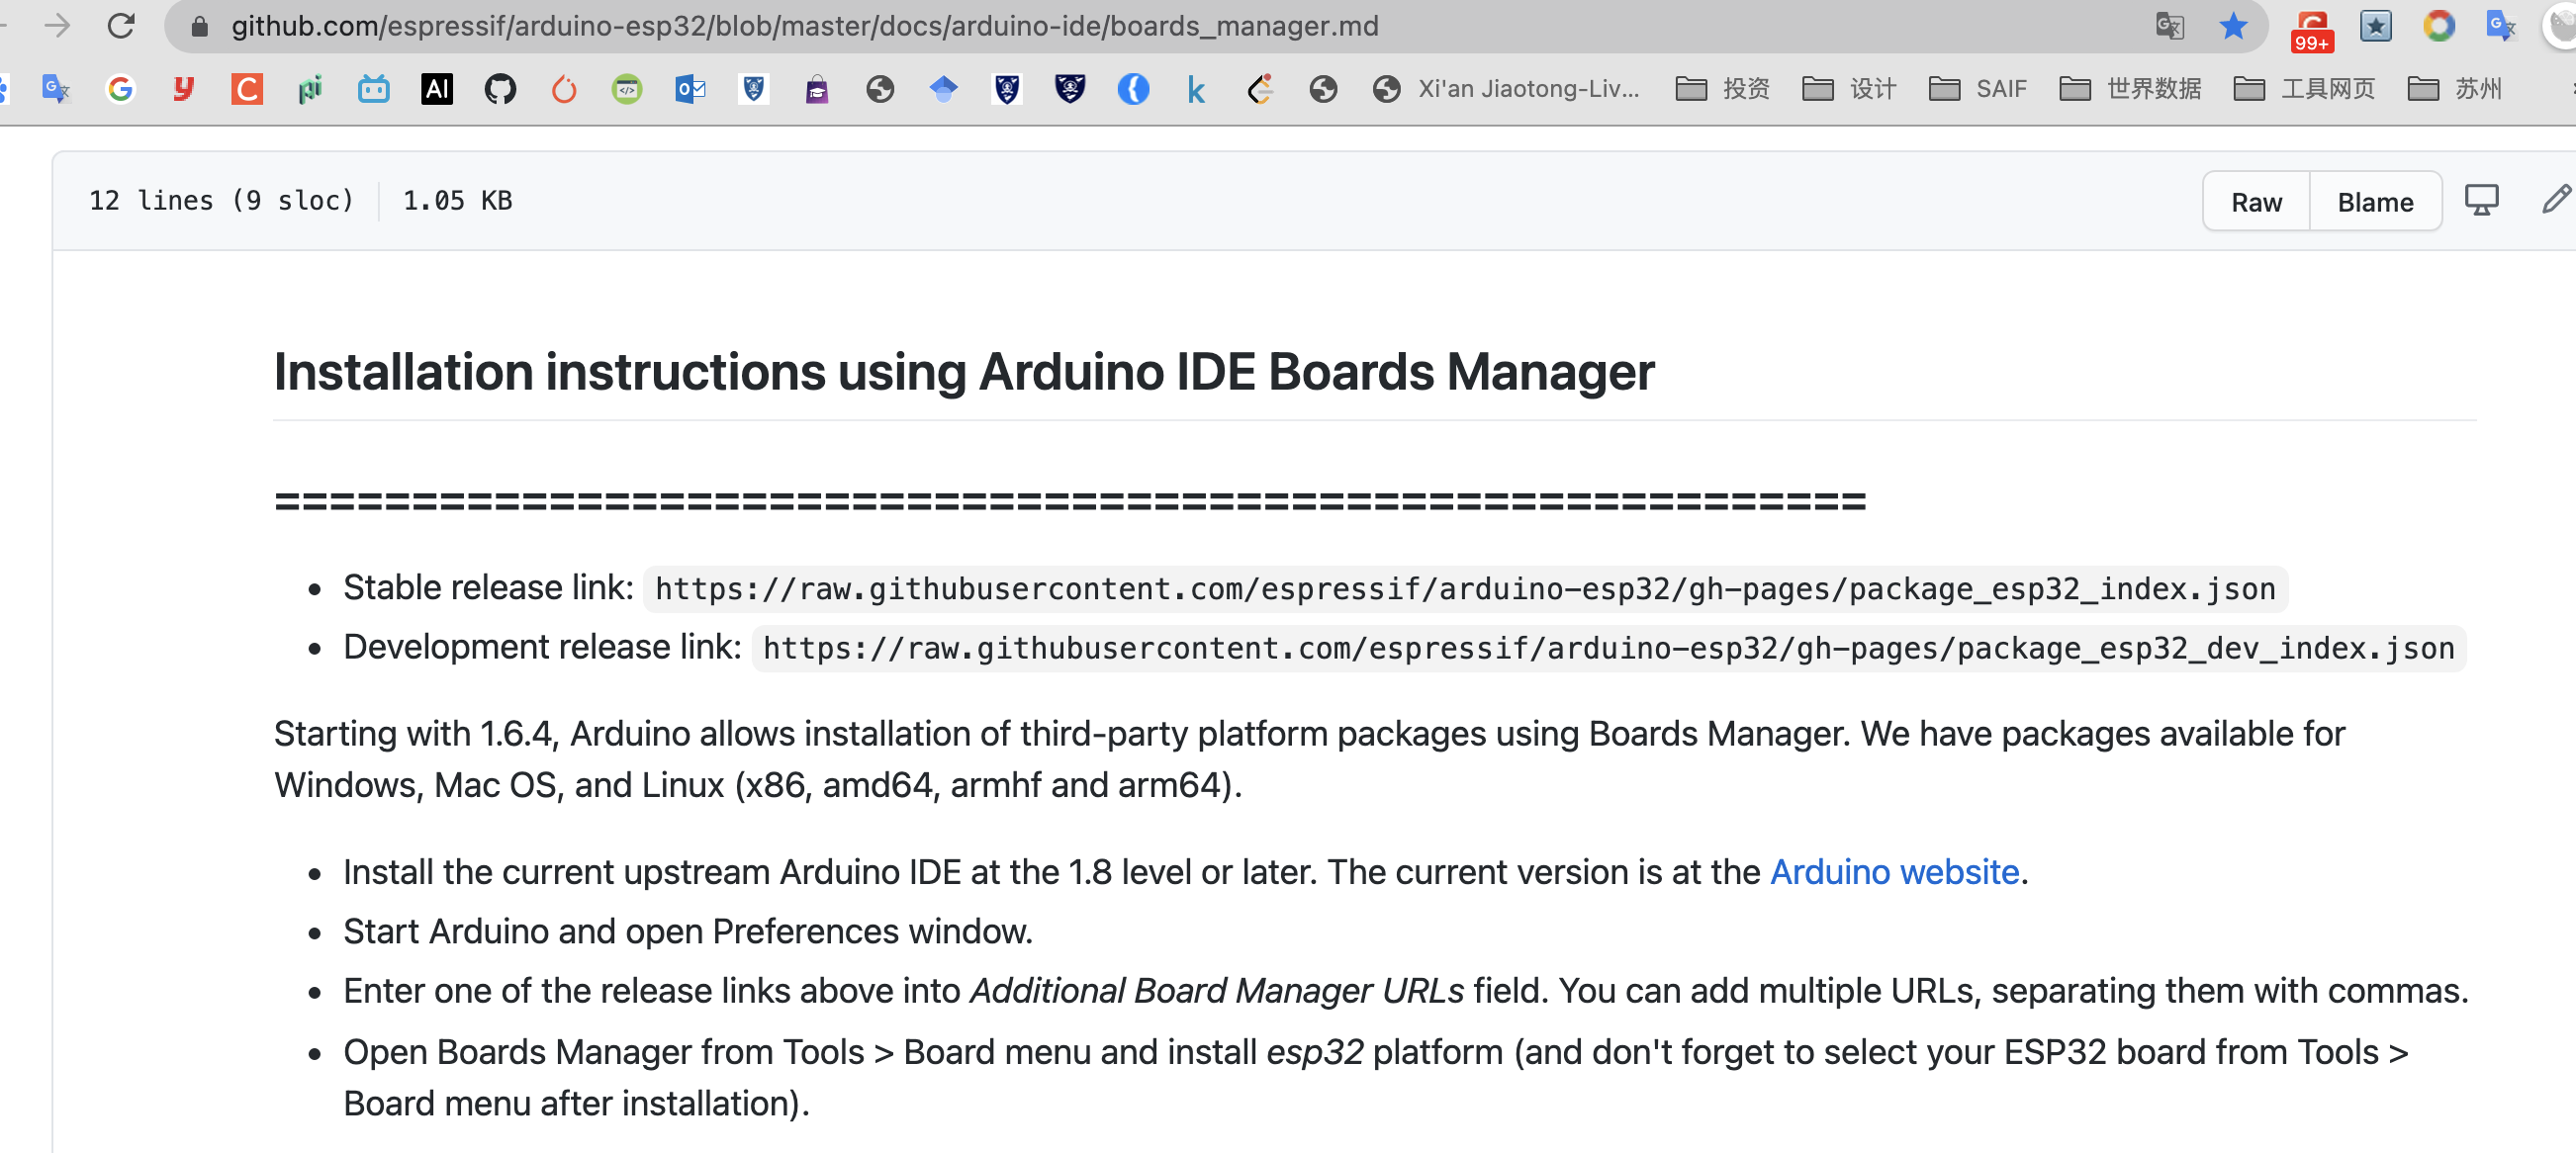 github.com/espressif/arduino-esp32/blob/master/docs/arduino-ide/boards_manager.md
99+
AI
Xi'an Jiaotong-Liv...
投资
设计
SAIF
世界数据
工具网页
苏州
12 lines (9 sloc)
1.05 KB
Raw
Blame
Installation instructions using Arduino IDE Boards Manager
==========================================================
• Stable release link: https://raw.githubusercontent.com/espressif/arduino-esp32/gh-pages/package_esp32_index.json
• Development release link: https://raw.githubusercontent.com/espressif/arduino-esp32/gh-pages/package_esp32_dev_index.json
Starting with 1.6.4, Arduino allows installation of third-party platform packages using Boards Manager. We have packages available for
Windows, Mac OS, and Linux (x86, amd64, armhf and arm64).
• Install the current upstream Arduino IDE at the 1.8 level or later. The current version is at the Arduino website.
• Start Arduino and open Preferences window.
• Enter one of the release links above into Additional Board Manager URLs field. You can add multiple URLs, separating them with commas.
• Open Boards Manager from Tools > Board menu and install esp32 platform (and don't forget to select your ESP32 board from Tools >
Board menu after installation).